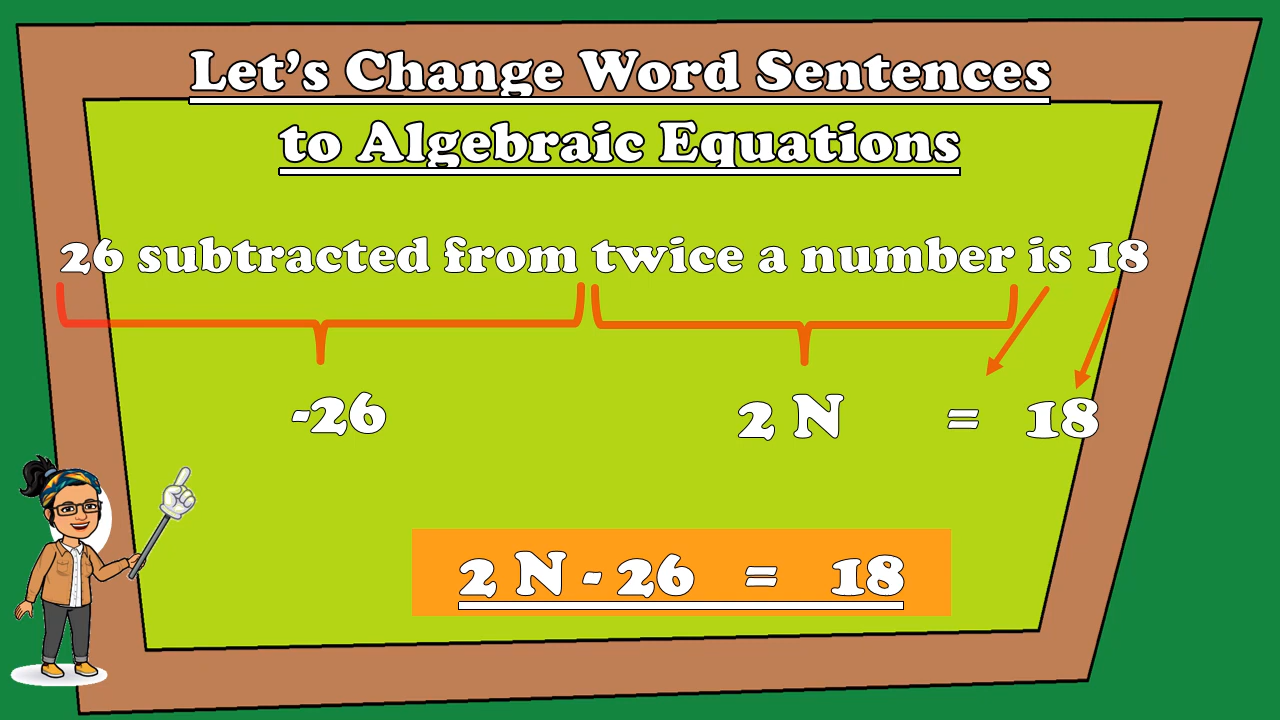 Let's Change Word Sentences
to Algebraic Equations
26 subtracted from twice a number is 18
-26 2 N = 18
2 N - 26 = 18